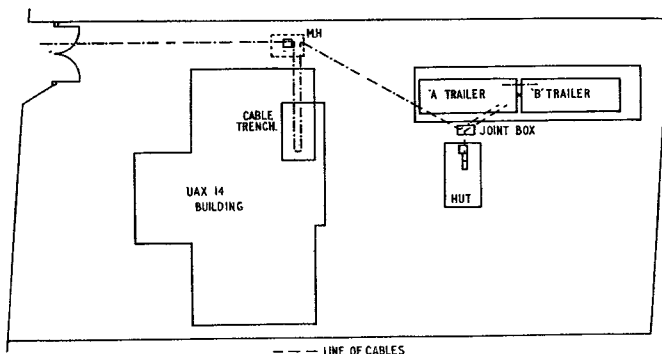 M.H
'A TRAILER
'B' TRAILER
CABLE
TRENCH.
JOINT BOX
UAX 14
BUILDING
HUT
LINE OF CABLES